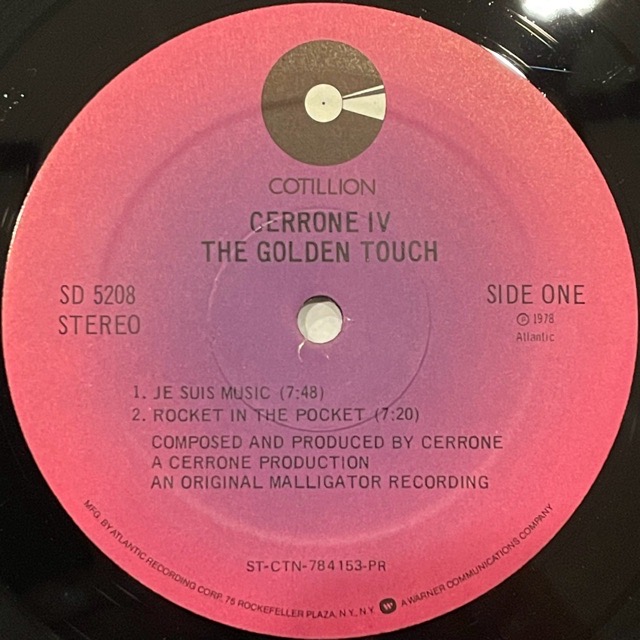 COTILLION
CERRONE IV
THE GOLDEN TOUCH
SD 5208
STEREO
SIDE ONE
Ⓟ 1978
Atlantic
1. JE SUIS MUSIC (7:48)
2. ROCKET IN THE POCKET (7:20)
COMPOSED AND PRODUCED BY CERRONE
A CERRONE PRODUCTION
AN ORIGINAL MALLIGATOR RECORDING
ST-CTN-784153-PR
MFG. BY ATLANTIC RECORDING CORP. 75 ROCKEFELLER PLAZA, N.Y., N.Y. A WARNER COMMUNICATIONS COMPANY